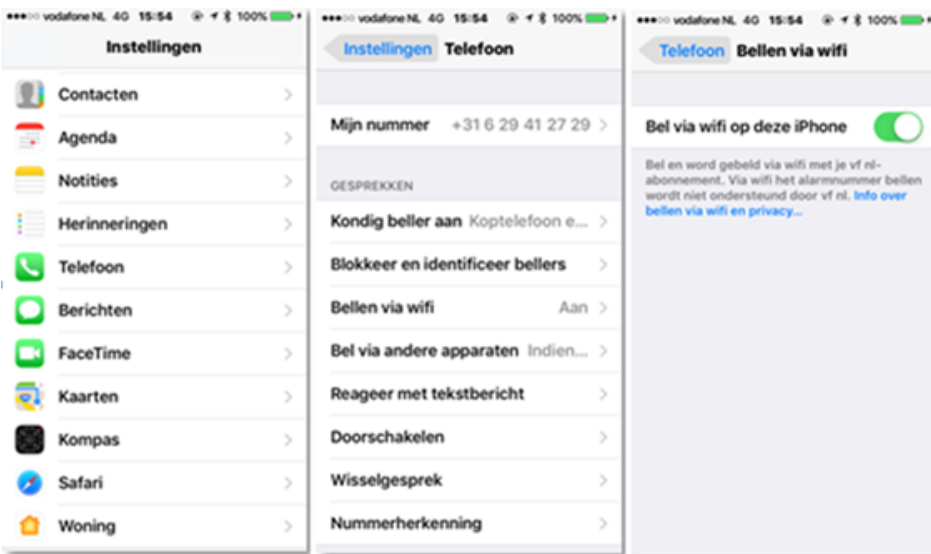 vodafone NL 4G 15:54 100%
Instellingen
Contacten
Agenda
Notities
Herinneringen
Telefoon
Berichten
FaceTime
Kaarten
Kompas
Safari
Woning
vodafone NL 4G 15:54 100%
Instellingen Telefoon
Mijn nummer +31 6 29 41 27 29
GESPREKKEN
Kondig beller aan Koptelefoon e...
Blokkeer en identificeer bellers
Bellen via wifi Aan
Bel via andere apparaten Indien...
Reageer met tekstbericht
Doorschakelen
Wisselgesprek
Nummerherkenning
vodafone NL 4G 15:54 100%
Telefoon Bellen via wifi
Bel via wifi op deze iPhone
Bel en word gebeld via wifi met je vf nl-
abonnement. Via wifi het alarmnummer bellen
wordt niet ondersteund door vf nl. Info over
bellen via wifi en privacy...